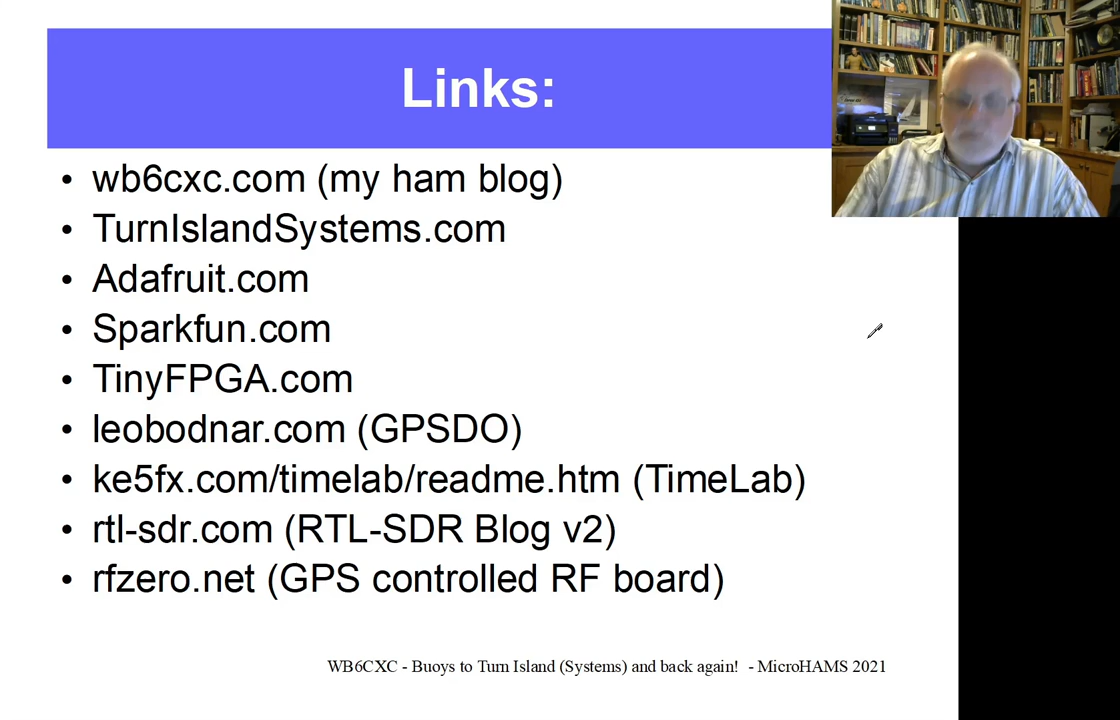 Links:
• wb6cxc.com (my ham blog)
• TurnIslandSystems.com
• Adafruit.com
• Sparkfun.com
• TinyFPGA.com
• leobodnar.com (GPSDO)
• ke5fx.com/timelab/readme.htm (TimeLab)
• rtl-sdr.com (RTL-SDR Blog v2)
• rfzero.net (GPS controlled RF board)
WB6CXC - Buoys to Turn Island (Systems) and back again!  - MicroHAMS 2021